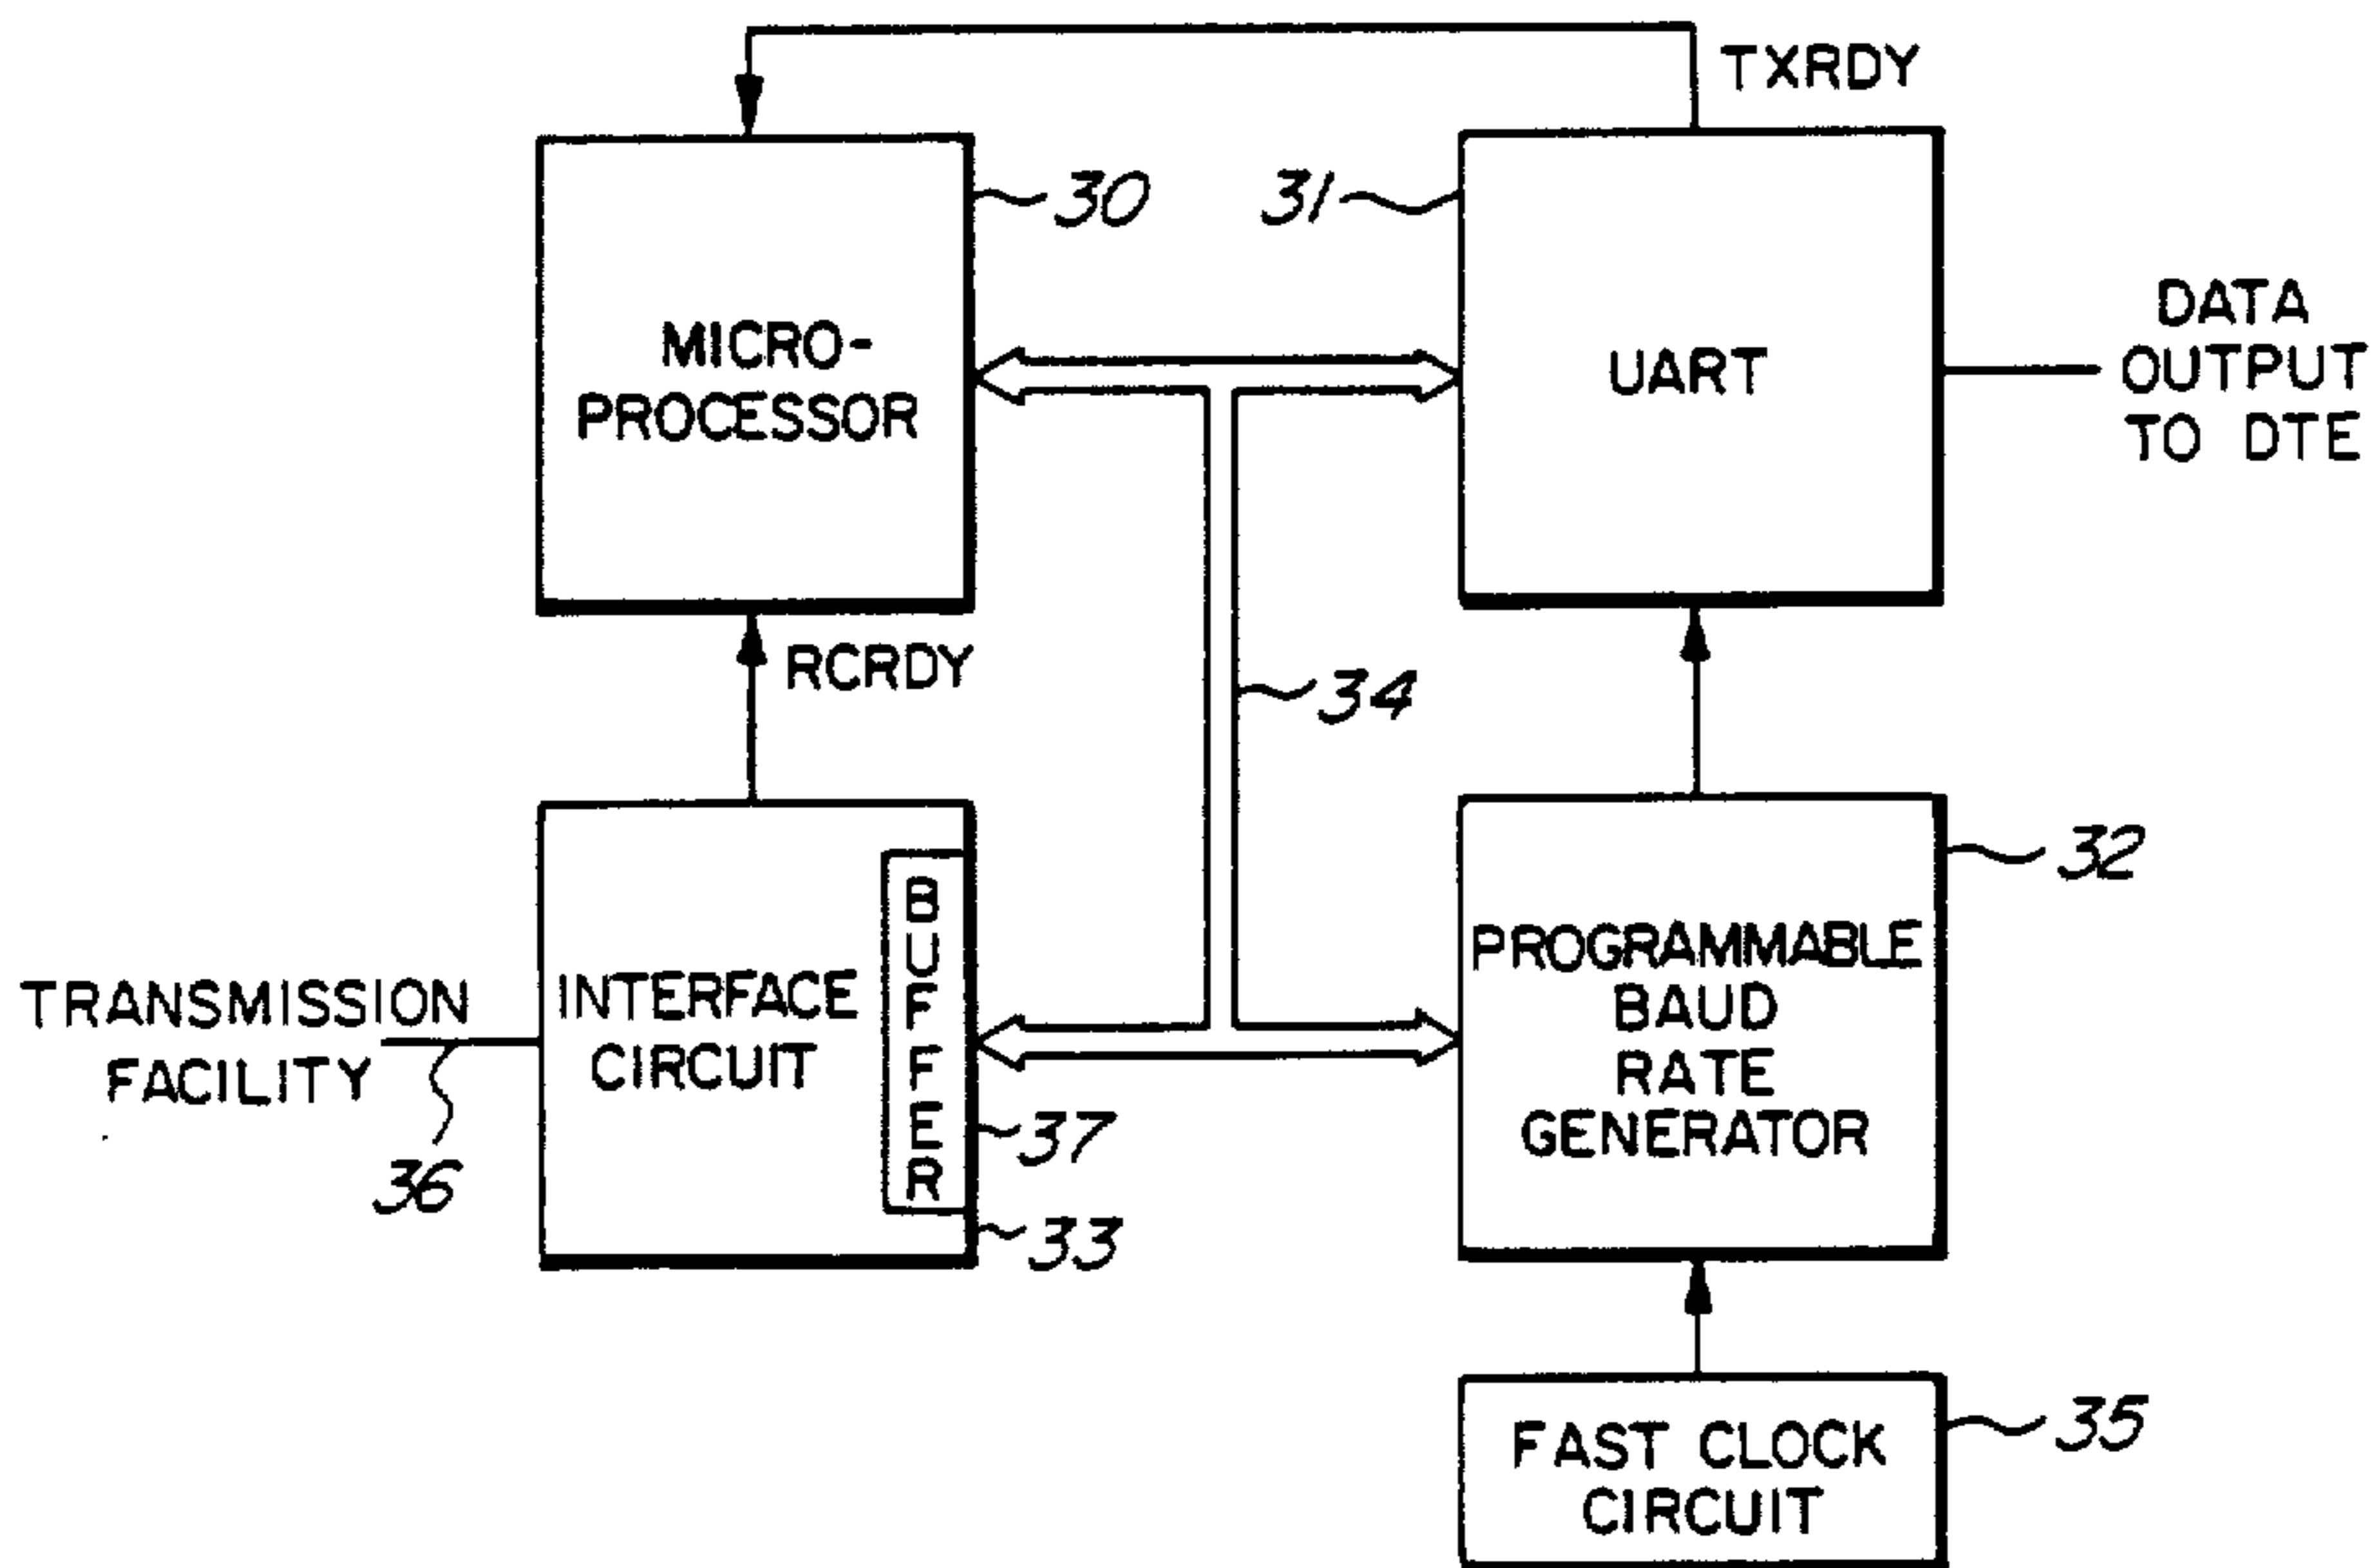 TXRDY
30
31
MICRO-
PROCESSOR
UART
DATA
OUTPUT
TO DTE
RCRDY
34
32
TRANSMISSION
FACILITY
36
INTERFACE
CIRCUIT
BUFFER
37
33
PROGRAMMABLE
BAUD
RATE
GENERATOR
FAST CLOCK
CIRCUIT
35